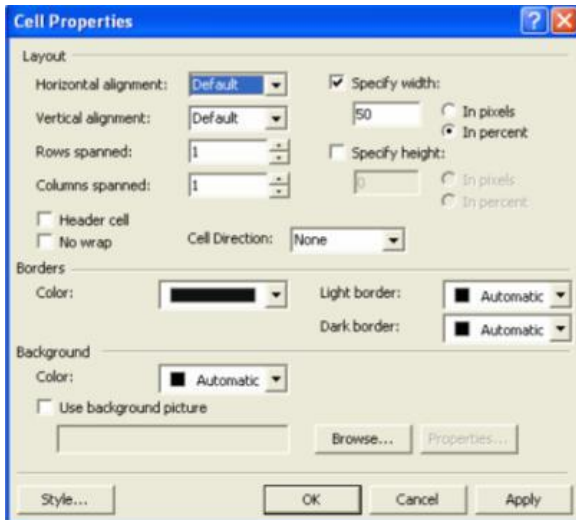 Cell Properties
Layout
Horizontal alignment: Default
Specify width:
50
In pixels
In percent
Vertical alignment: Default
Rows spanned: 1
Specify height:
0
In pixels
In percent
Columns spanned: 1
Header cell
No wrap
Cell Direction: None
Borders
Color:
Light border: Automatic
Dark border: Automatic
Background
Color: Automatic
Use background picture
Browse... Properties...
Style... OK Cancel Apply